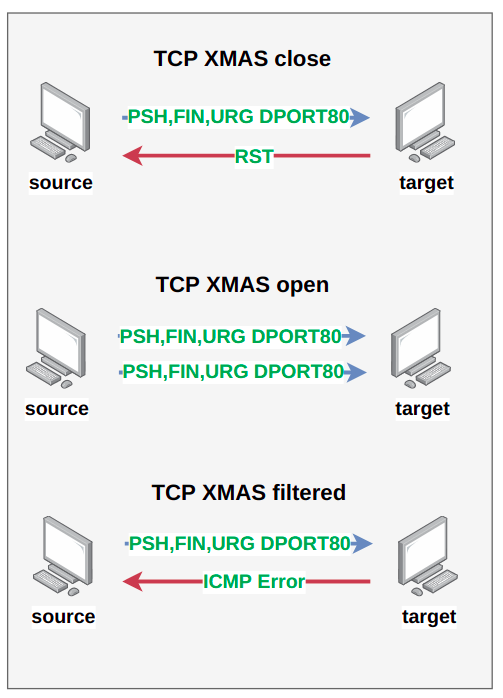 TCP XMAS close
PSH,FIN,URG DPORT80
RST
source
target
TCP XMAS open
PSH,FIN,URG DPORT80
PSH,FIN,URG DPORT80
source
target
TCP XMAS filtered
PSH,FIN,URG DPORT80
ICMP Error
source
target